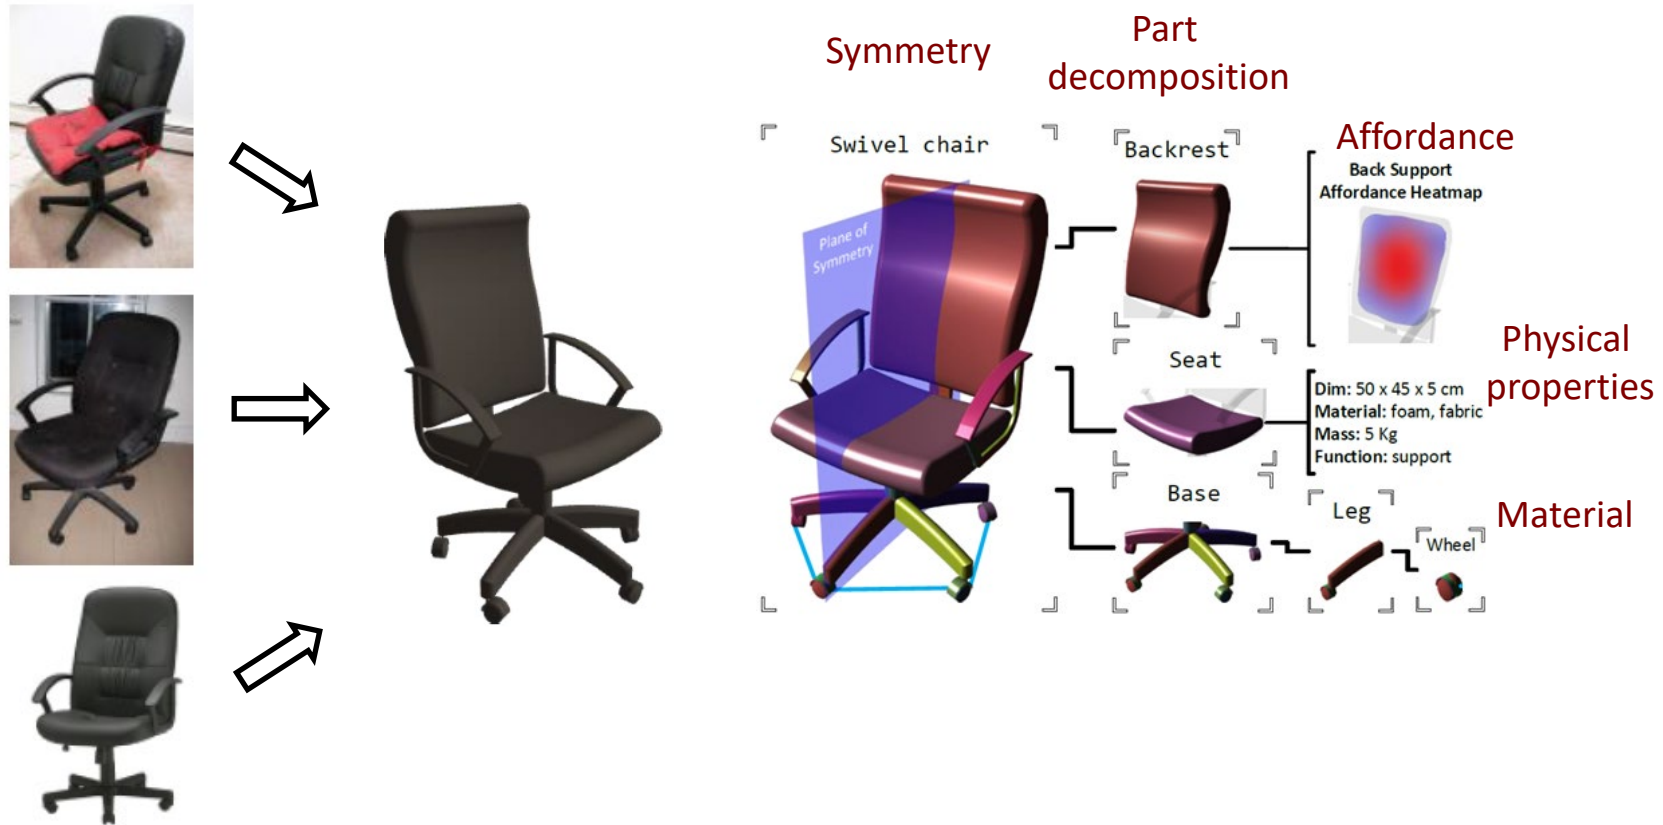 Symmetry
Part
decomposition
Swivel chair
Plane of
Symmetry
Backrest
Affordance
Back Support
Affordance Heatmap
Seat
Physical
properties
Dim: 50 x 45 x 5 cm
Material: foam, fabric
Mass: 5 Kg
Function: support
Base
Leg
Wheel
Material